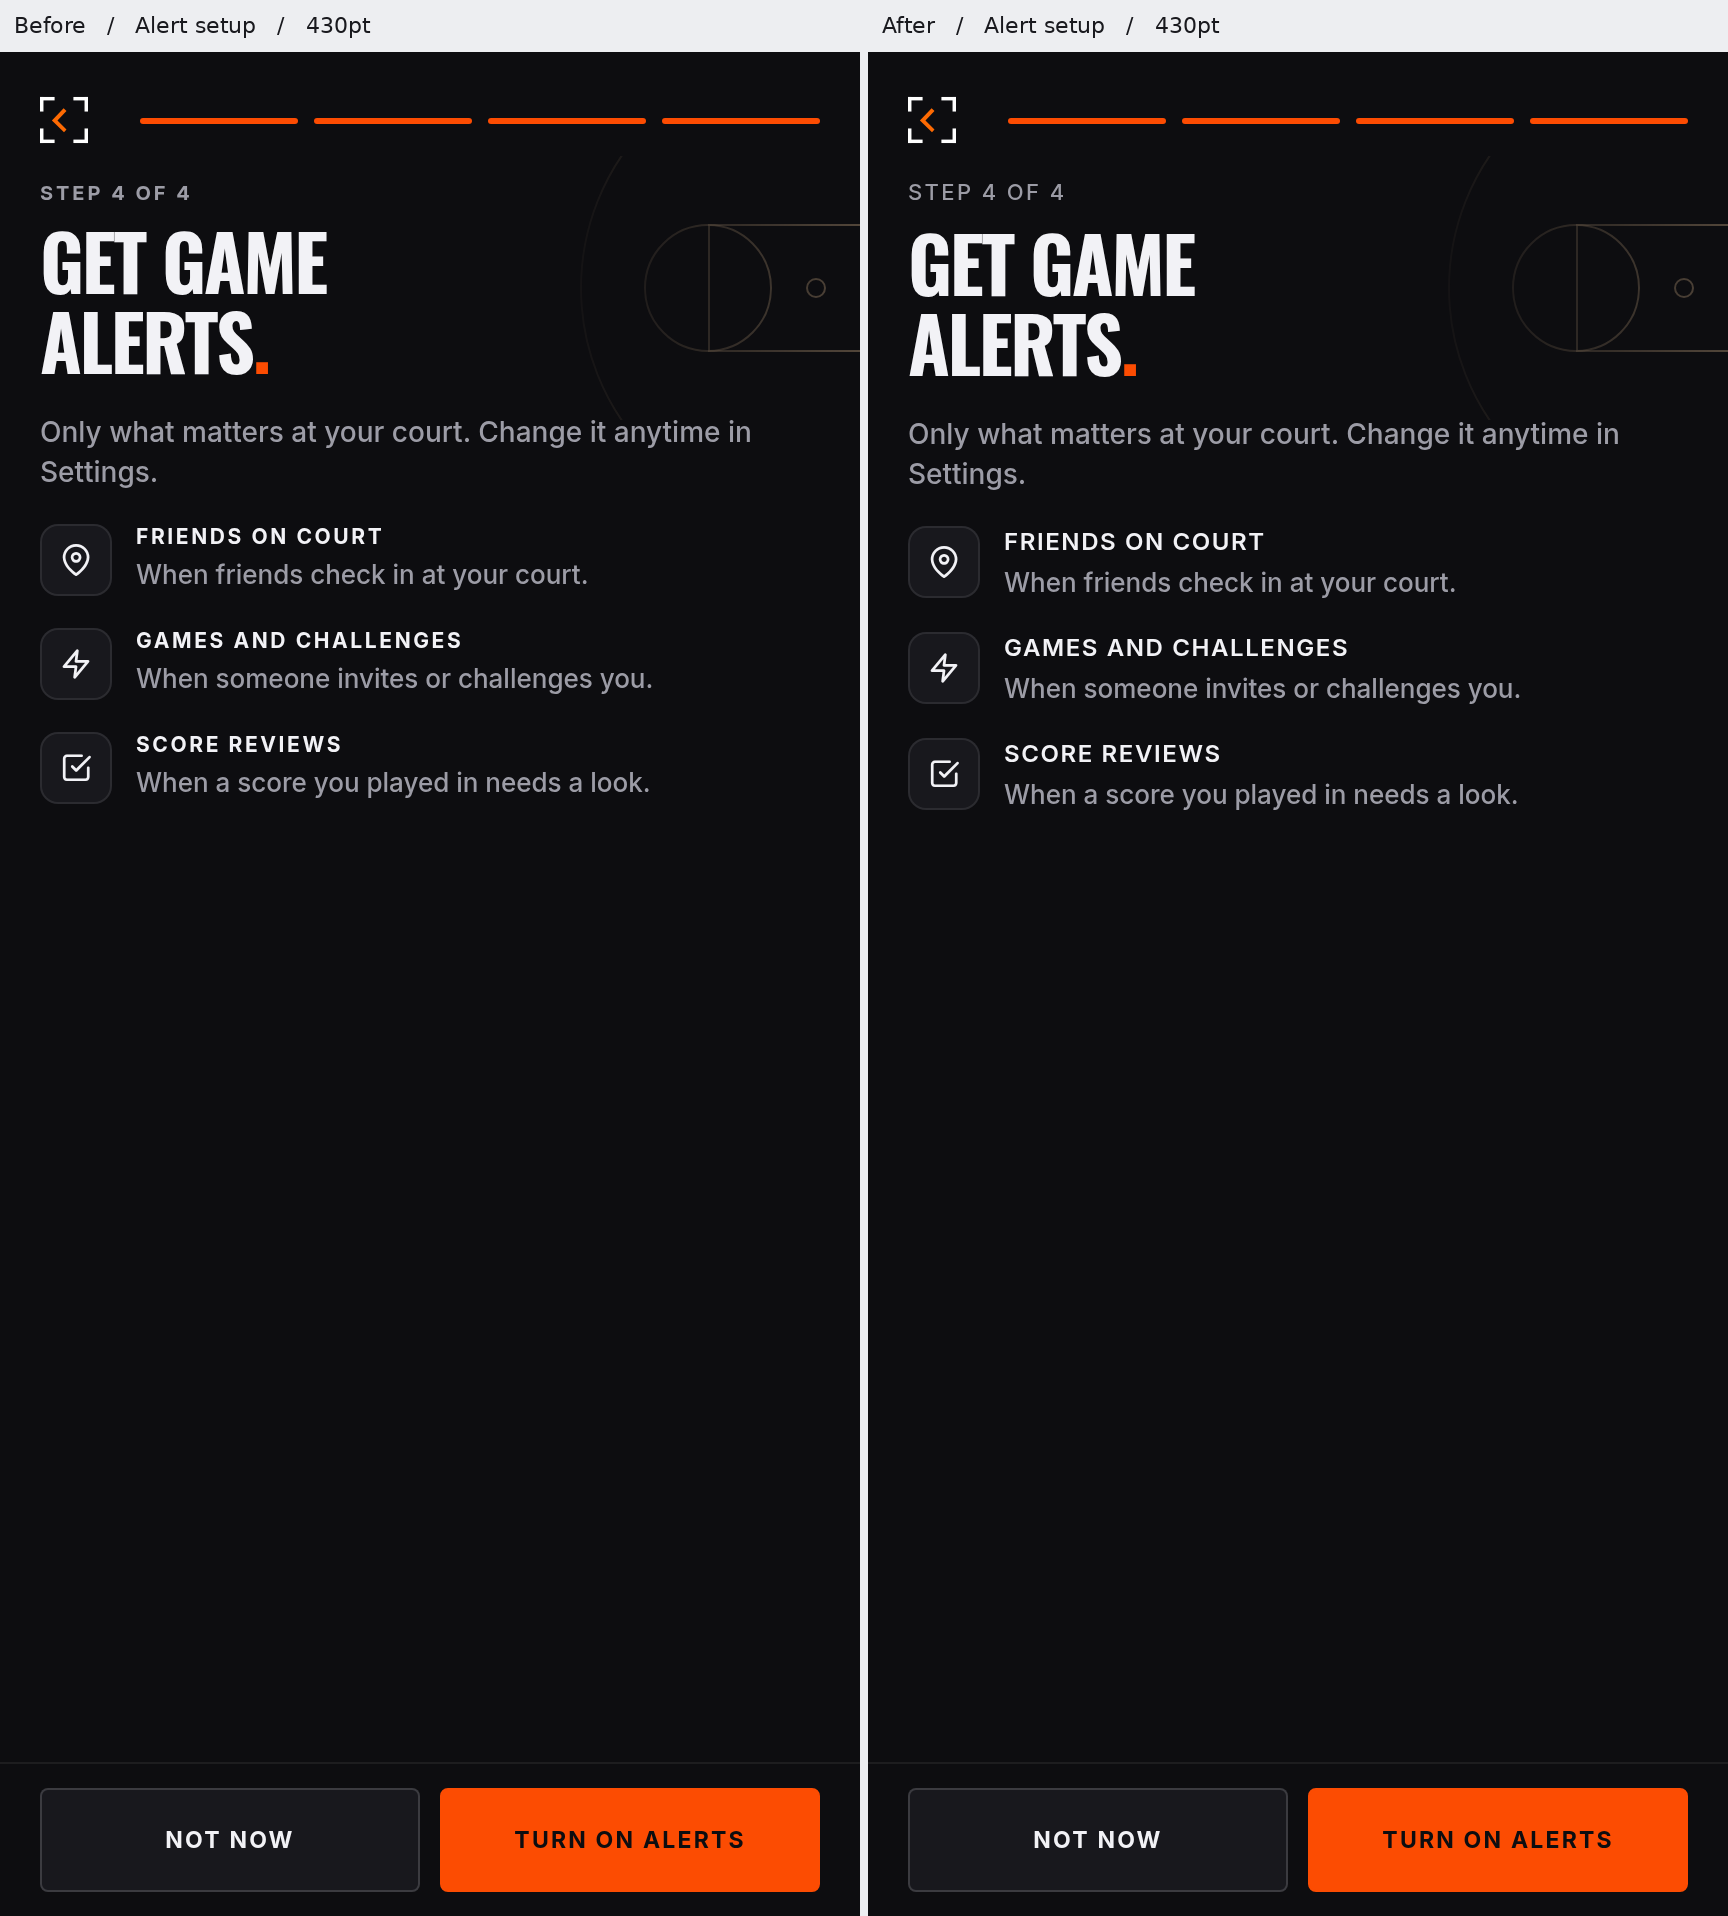 Before / Alert setup / 430pt
STEP 4 OF 4
GET GAME
ALERTS.
Only what matters at your court. Change it anytime in
Settings.
FRIENDS ON COURT
When friends check in at your court.
GAMES AND CHALLENGES
When someone invites or challenges you.
SCORE REVIEWS
When a score you played in needs a look.
NOT NOW
TURN ON ALERTS
After / Alert setup / 430pt
STEP 4 OF 4
GET GAME
ALERTS.
Only what matters at your court. Change it anytime in
Settings.
FRIENDS ON COURT
When friends check in at your court.
GAMES AND CHALLENGES
When someone invites or challenges you.
SCORE REVIEWS
When a score you played in needs a look.
NOT NOW
TURN ON ALERTS